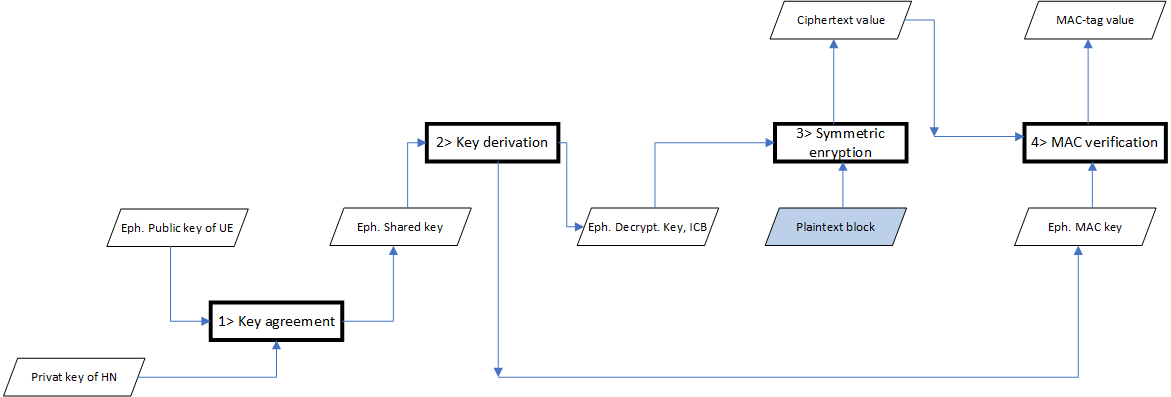 Ciphertext value
MAC-tag value
2> Key derivation
3> Symmetric
enryption
4> MAC verification
Eph. Public key of UE
Eph. Shared key
Eph. Decrypt. Key, ICB
Plaintext block
Eph. MAC key
1> Key agreement
Privat key of HN